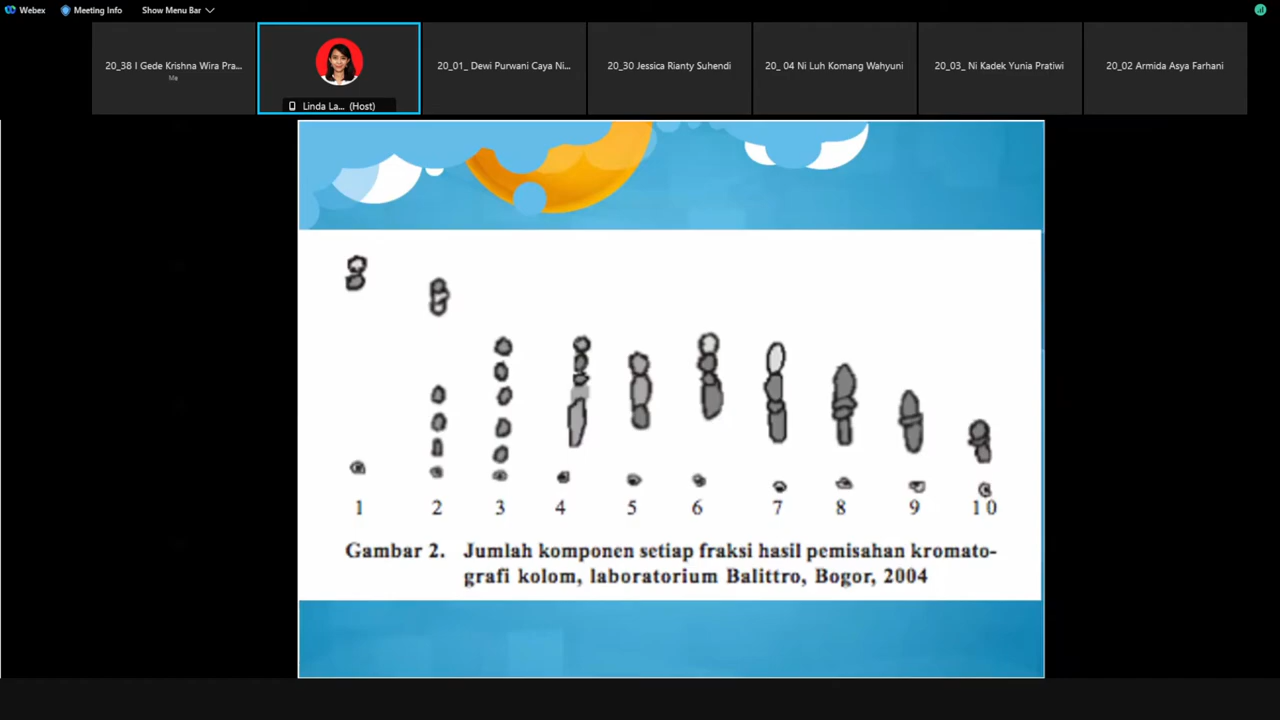 Webex Meeting Info Show Menu Bar
20_38 I Gede Krishna Wira Pra...
Me
Linda La... (Host)
20_01_ Dewi Purwani Caya Ni...
20_30 Jessica Rianty Suhendi
20_ 04 Ni Luh Komang Wahyuni
20_03_ Ni Kadek Yunia Pratiwi
20_02 Armida Asya Farhani
1 2 3 4 5 6 7 8 9 10
Gambar 2. Jumlah komponen setiap fraksi hasil pemisahan kromato-
grafi kolom, laboratorium Balittro, Bogor, 2004